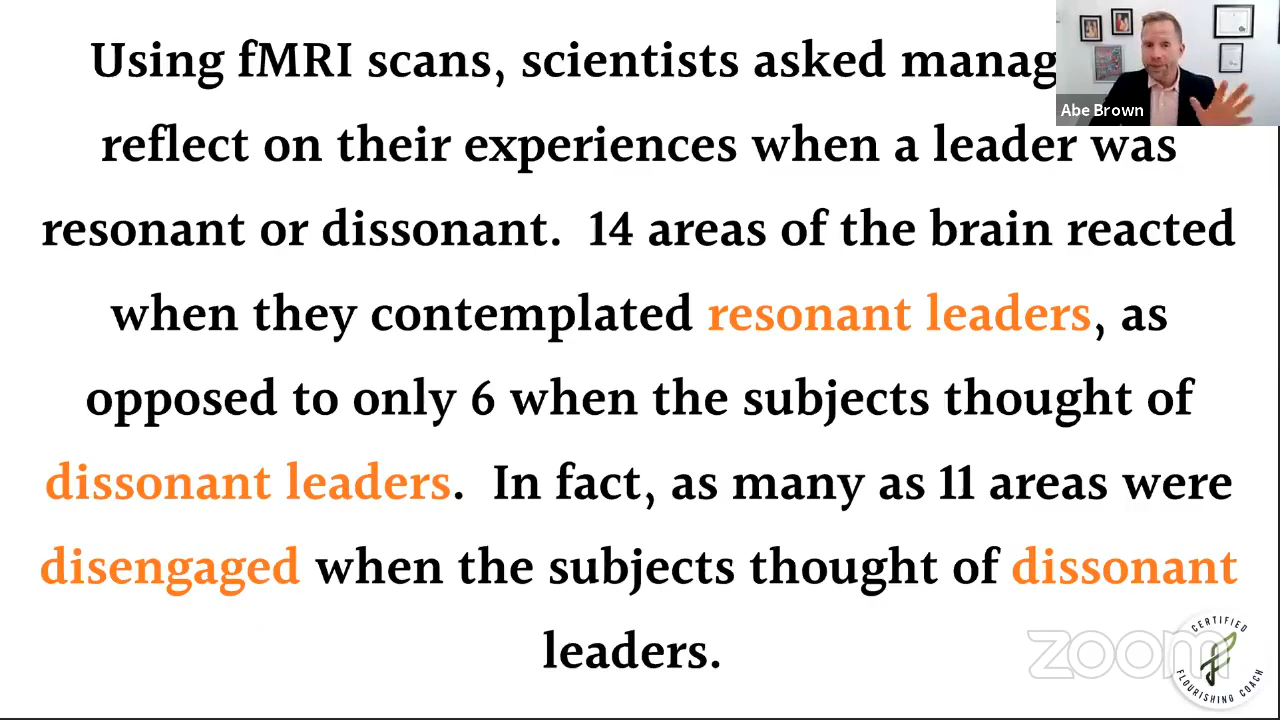 Using fMRI scans, scientists asked manag
reflect on their experiences when a leader was
resonant or dissonant. 14 areas of the brain reacted
when they contemplated resonant leaders, as
opposed to only 6 when the subjects thought of
dissonant leaders. In fact, as many as 11 areas were
disengaged when the subjects thought of dissonant
leaders.
Abe Brown
zoom
CERTIFIED
FLOURISHING COACH